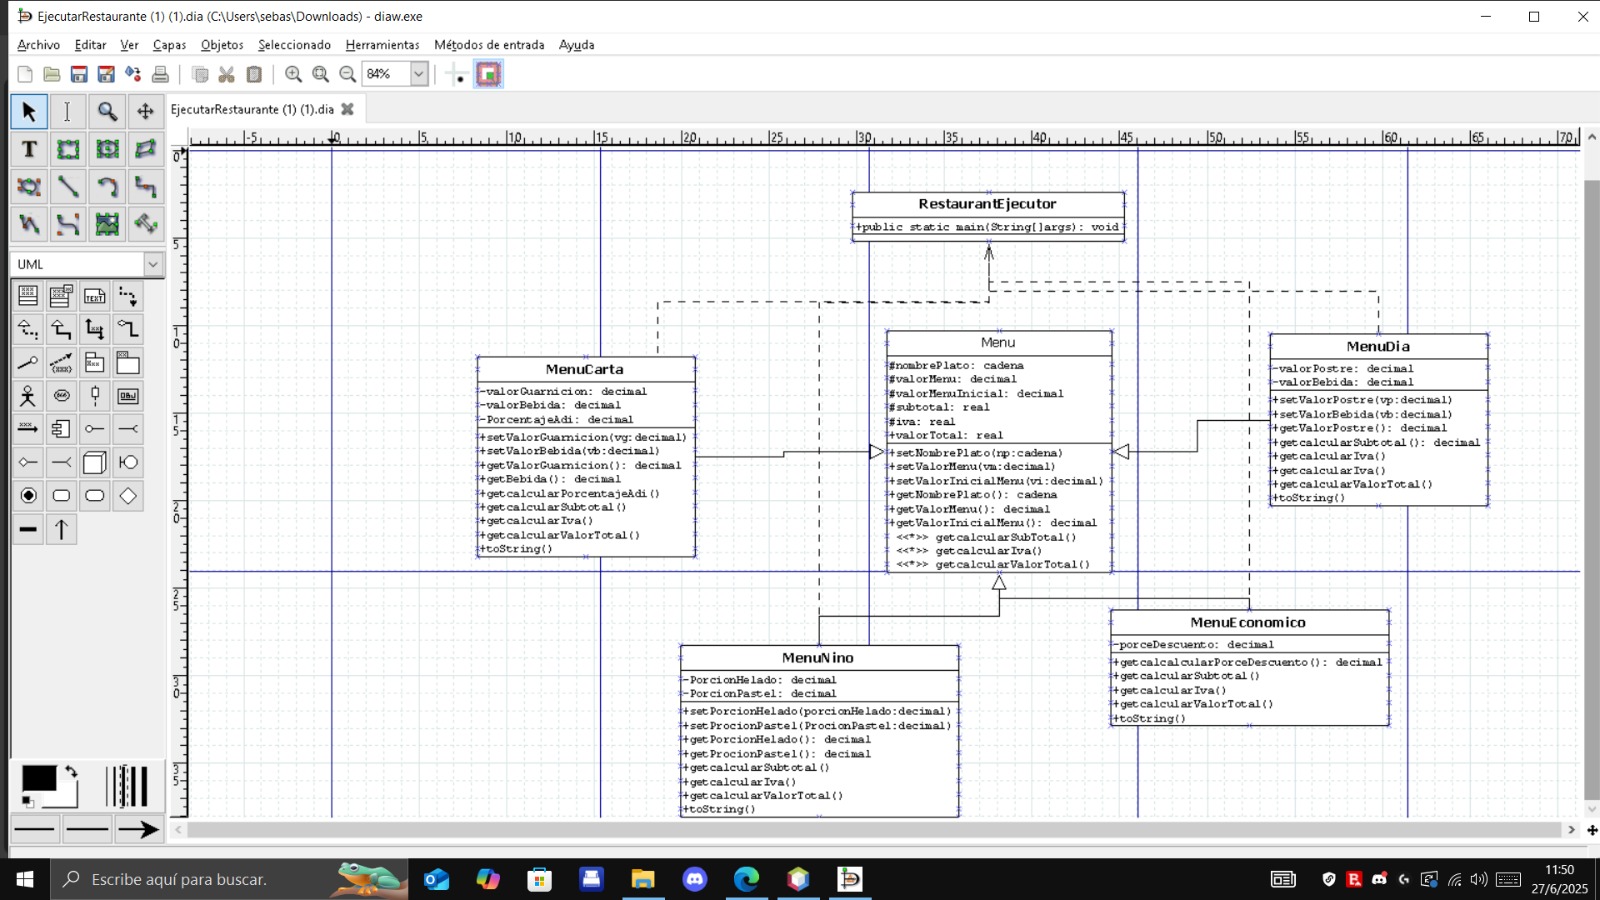 EjecutarRestaurante (1) (1).dia (C:\Users\sebas\Downloads) - diaw.exe
Archivo Editar Ver Capas Objetos Seleccionado Herramientas Métodos de entrada Ayuda
84%
EjecutarRestaurante (1) (1).dia
-5 0 5 10 15 20 25 30 35 40 45 50 55 60 65 70
T
UML
0
5
10
15
20
25
30
35
RestaurantEjecutor
+public static main(String[]args): void
Menu
#nombrePlato: cadena
#valorMenu: decimal
#valorMenuInicial: decimal
#subtotal: real
#iva: real
+valorTotal: real
+setNombrePlato(np:cadena)
+setValorMenu(vm:decimal)
+setValorInicialMenu(vi:decimal)
+getNombrePlato(): cadena
+getValorMenu(): decimal
+getValorInicialMenu(): decimal
<<*>> getcalcularSubTotal()
<<*>> getcalcularIva()
<<*>> getcalcularValorTotal()
MenuDia
-valorPostre: decimal
-valorBebida: decimal
+setValorPostre(vp:decimal)
+setValorBebida(vb:decimal)
+getValorPostre(): decimal
+getcalcularSubtotal(): decimal
+getcalcularIva()
+getcalcularIva()
+getcalcularValorTotal()
+toString()
MenuCarta
-valorGuarnicion: decimal
-valorBebida: decimal
-PorcentajeAdi: decimal
+setValorGuarnicion(vg:decimal)
+setValorBebida(vb:decimal)
+getValorGuarnicion(): decimal
+getBebida(): decimal
+getcalcularPorcentajeAdi()
+getcalcularSubtotal()
+getcalcularIva()
+getcalcularValorTotal()
+toString()
MenuEconomico
-porceDescuento: decimal
+getcalcalcularPorceDescuento(): decimal
+getcalcularSubtotal()
+getcalcularIva()
+getcalcularValorTotal()
+toString()
MenuNino
-PorcionHelado: decimal
-PorcionPastel: decimal
+setPorcionHelado(porcionHelado:decimal)
+setProcionPastel(ProcionPastel:decimal)
+getPorcionHelado(): decimal
+getProcionPastel(): decimal
+getcalcularSubtotal()
+getcalcularIva()
+getcalcularValorTotal()
+toString()
Escribe aquí para buscar.
11:50
27/6/2025